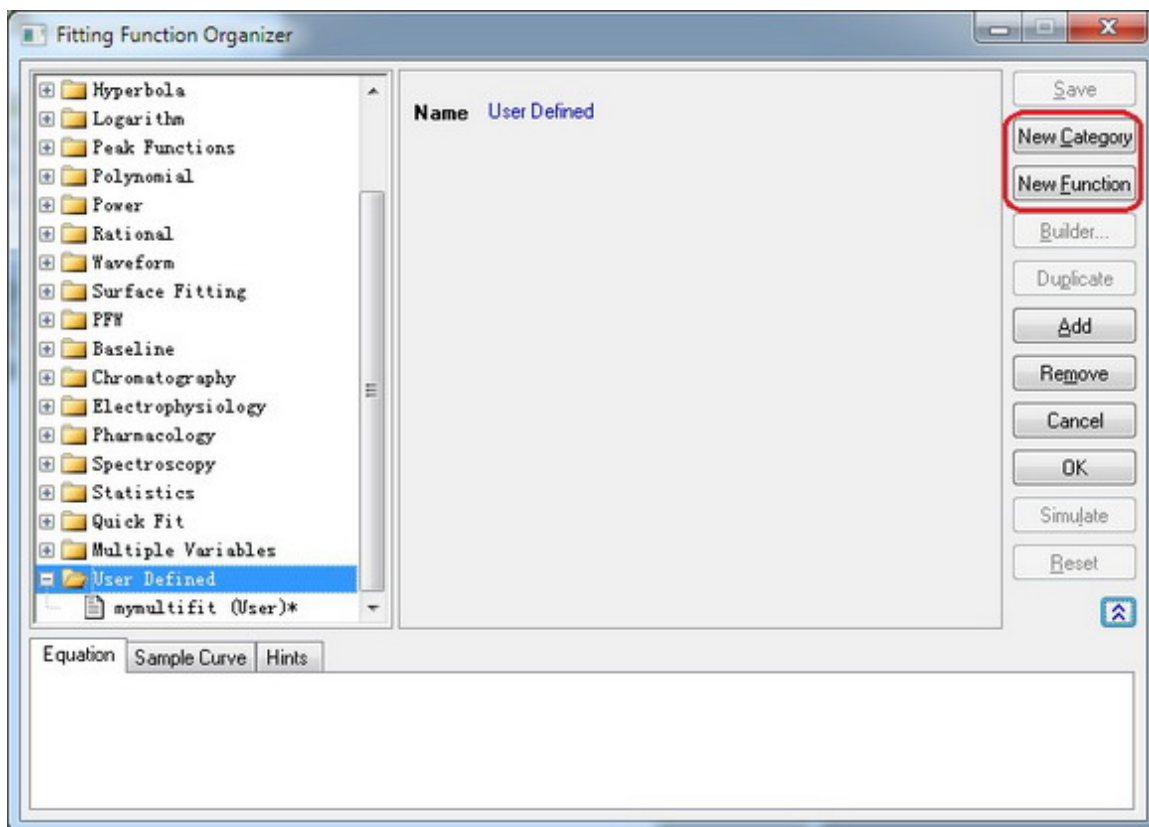 Fitting Function Organizer
Hyperbola
Logarithm
Peak Functions
Polynomial
Power
Rational
Waveform
Surface Fitting
PFW
Baseline
Chromatography
Electrophysiology
Pharmacology
Spectroscopy
Statistics
Quick Fit
Multiple Variables
User Defined
mymultifit (User)*
Name User Defined
Save
New Category
New Function
Builder...
Duplicate
Add
Remove
Cancel
OK
Simulate
Reset
Equation Sample Curve Hints